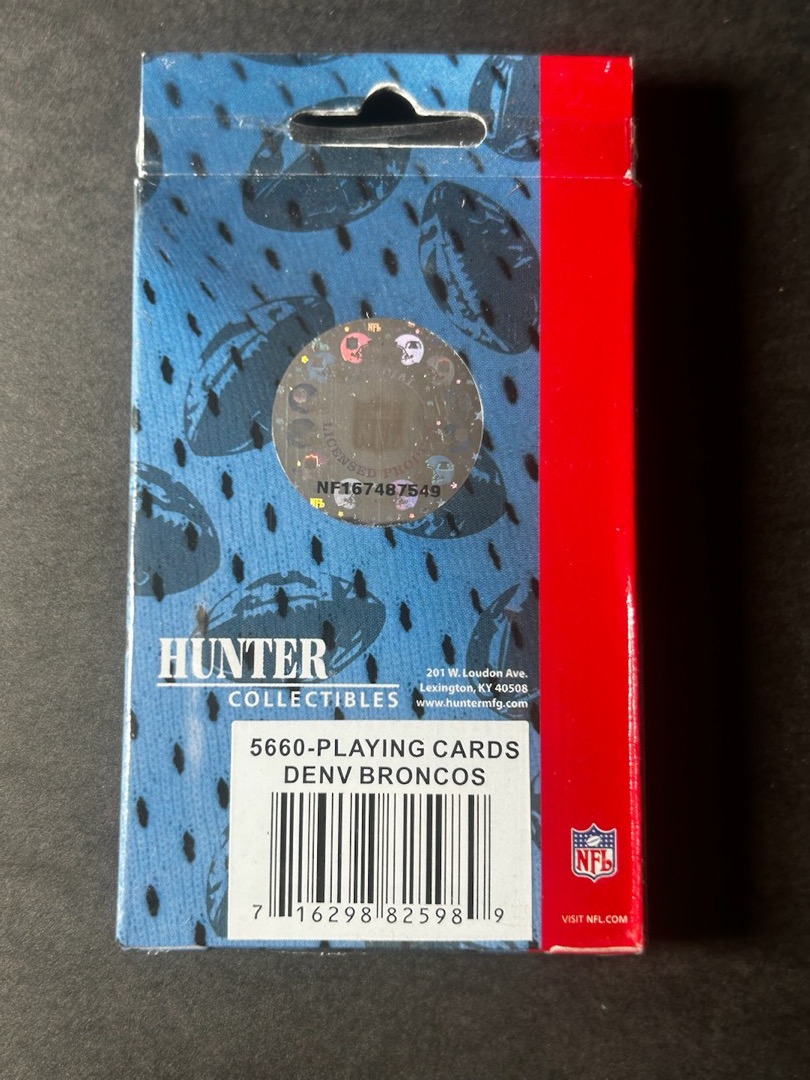 NFL
LICENSED PRODUCT
NF167487549
NFL
HUNTER
COLLECTIBLES
201 W. Loudon Ave.
Lexington, KY 40508
www.huntermfg.com
5660-PLAYING CARDS
DENV BRONCOS
7 16298 82598 9
NFL
VISIT NFL.COM